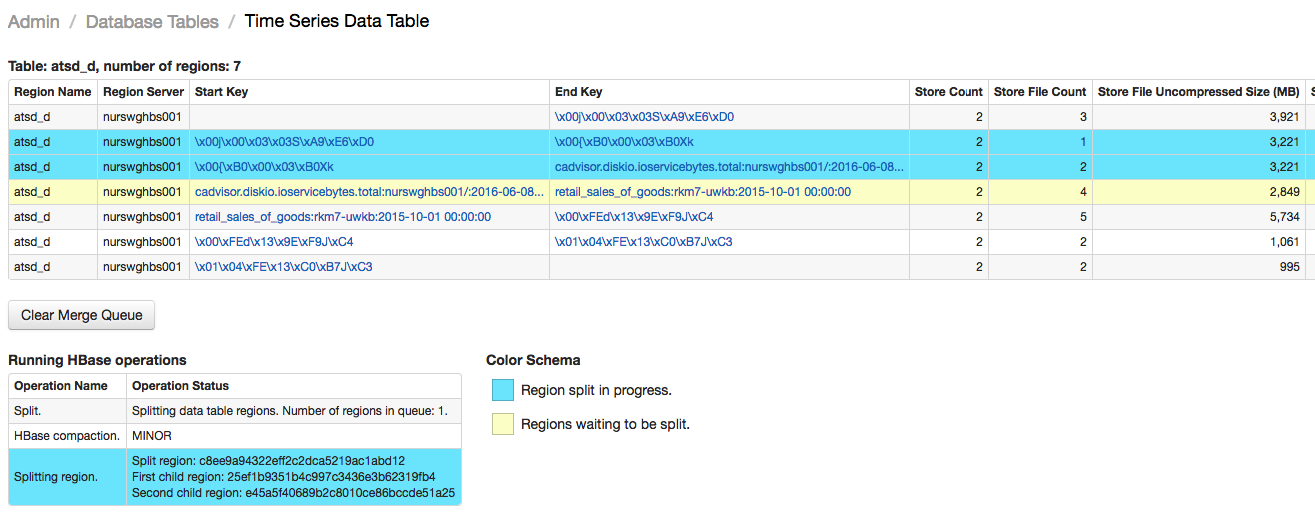 Admin / Database Tables / Time Series Data Table
Table: atsd_d, number of regions: 7
Region Name Region Server Start Key End Key Store Count Store File Count Store File Uncompressed Size (MB) S
atsd_d nurswghbs001 \x00j\x00\x03\x03S\xA9\xE6\xD0 2 3 3,921
atsd_d nurswghbs001 \x00j\x00\x03\x03S\xA9\xE6\xD0 \x00{\xB0\x00\x03\xB0Xk 2 1 3,221
atsd_d nurswghbs001 \x00{\xB0\x00\x03\xB0Xk cadvisor.diskio.ioservicebytes.total:nurswghbs001/:2016-06-08... 2 2 3,221
atsd_d nurswghbs001 cadvisor.diskio.ioservicebytes.total:nurswghbs001/:2016-06-08... retail_sales_of_goods:rkm7-uwkb:2015-10-01 00:00:00 2 4 2,849
atsd_d nurswghbs001 retail_sales_of_goods:rkm7-uwkb:2015-10-01 00:00:00 \x00\xFEd\x13\x9E\xF9J\xC4 2 5 5,734
atsd_d nurswghbs001 \x00\xFEd\x13\x9E\xF9J\xC4 \x01\x04\xFE\x13\xC0\xB7J\xC3 2 2 1,061
atsd_d nurswghbs001 \x01\x04\xFE\x13\xC0\xB7J\xC3 2 2 995
Clear Merge Queue
Running HBase operations
Operation Name Operation Status
Split. Splitting data table regions. Number of regions in queue: 1.
HBase compaction. MINOR
Splitting region. Split region: c8ee9a94322eff2c2dca5219ac1abd12
First child region: 25ef1b9351b4c997c3436e3b62319fb4
Second child region: e45a5f40689b2c8010ce86bccde51a25
Color Schema
Region split in progress.
Regions waiting to be split.